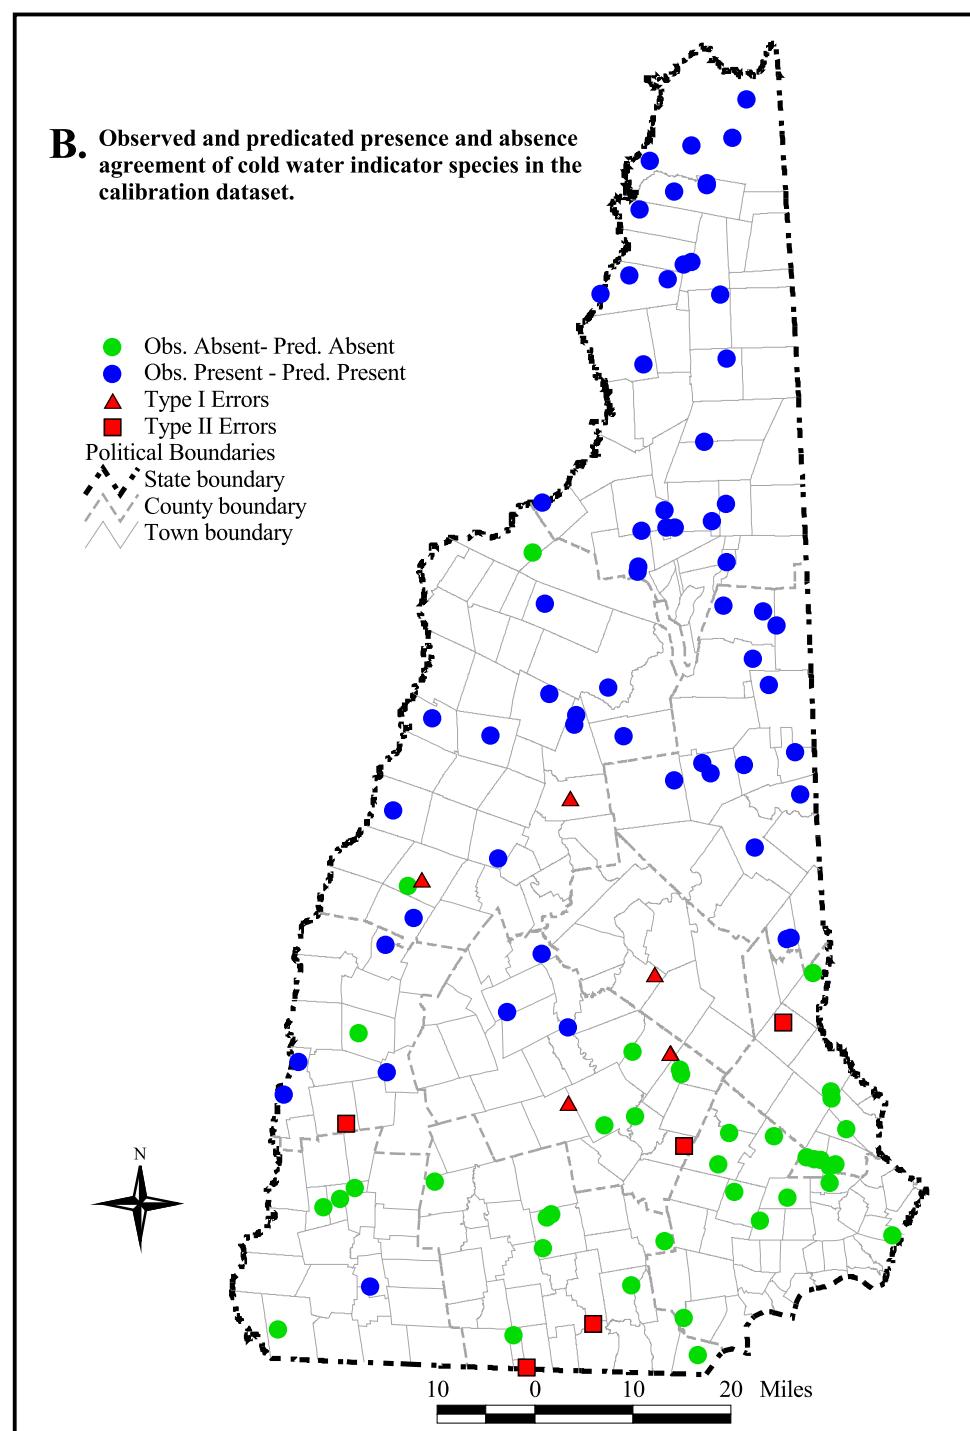 B. Observed and predicated presence and absence
agreement of cold water indicator species in the
calibration dataset.
Obs. Absent- Pred. Absent
Obs. Present - Pred. Present
Type I Errors
Type II Errors
Political Boundaries
State boundary
County boundary
Town boundary
N
10 0 10 20 Miles